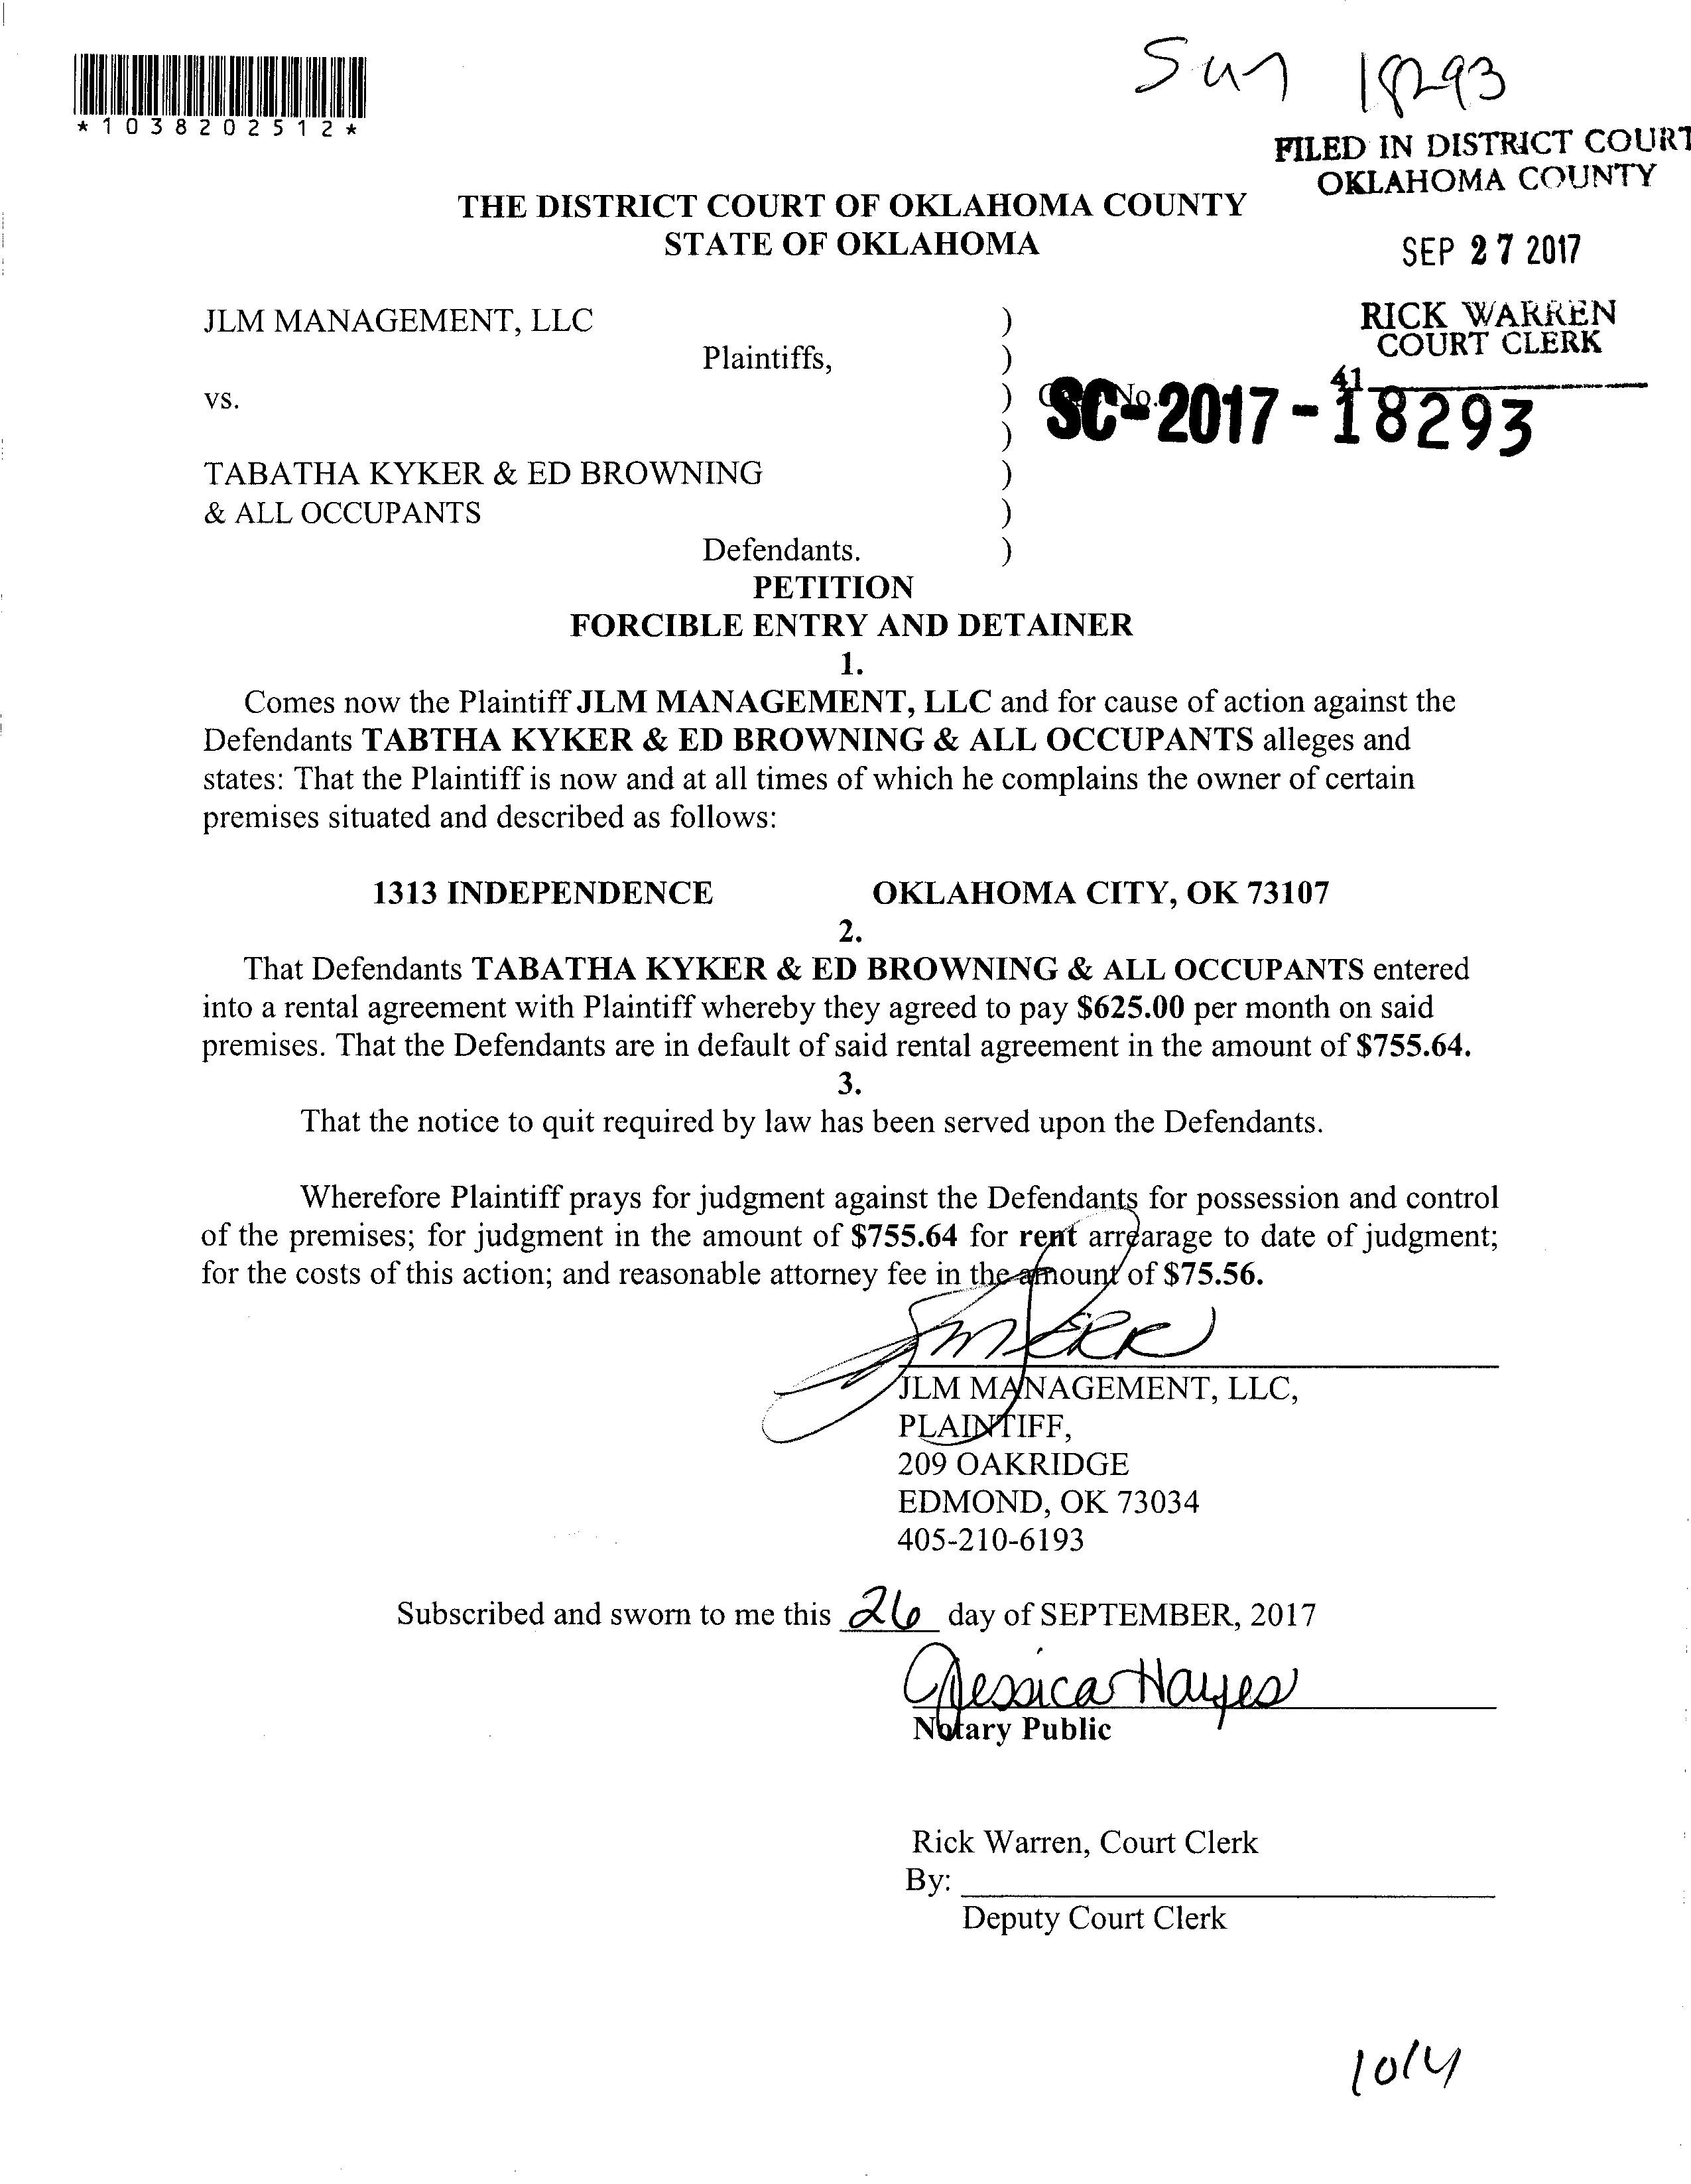 Sum 18293
*1038202512*
FILED IN DISTRICT COURT
OKLAHOMA COUNTY
THE DISTRICT COURT OF OKLAHOMA COUNTY
STATE OF OKLAHOMA
SEP 27 2017
JLM MANAGEMENT, LLC )
RICK WARREN
COURT CLERK
Plaintiffs, )
41
vs. ) No. SC-2017-18293
)
TABATHA KYKER & ED BROWNING )
& ALL OCCUPANTS )
Defendants. )
PETITION
FORCIBLE ENTRY AND DETAINER
1.
Comes now the Plaintiff JLM MANAGEMENT, LLC and for cause of action against the
Defendants TABTHA KYKER & ED BROWNING & ALL OCCUPANTS alleges and
states: That the Plaintiff is now and at all times of which he complains the owner of certain
premises situated and described as follows:
1313 INDEPENDENCE OKLAHOMA CITY, OK 73107
2.
That Defendants TABATHA KYKER & ED BROWNING & ALL OCCUPANTS entered
into a rental agreement with Plaintiff whereby they agreed to pay $625.00 per month on said
premises. That the Defendants are in default of said rental agreement in the amount of $755.64.
3.
That the notice to quit required by law has been served upon the Defendants.
Wherefore Plaintiff prays for judgment against the Defendants for possession and control
of the premises; for judgment in the amount of $755.64 for rent arrearage to date of judgment;
for the costs of this action; and reasonable attorney fee in the amount of $75.56.
JLM MANAGEMENT, LLC,
PLAINTIFF,
209 OAKRIDGE
EDMOND, OK 73034
405-210-6193
Subscribed and sworn to me this 26 day of SEPTEMBER, 2017
Jessica Hayes
Notary Public
Rick Warren, Court Clerk
By:
Deputy Court Clerk
10/4